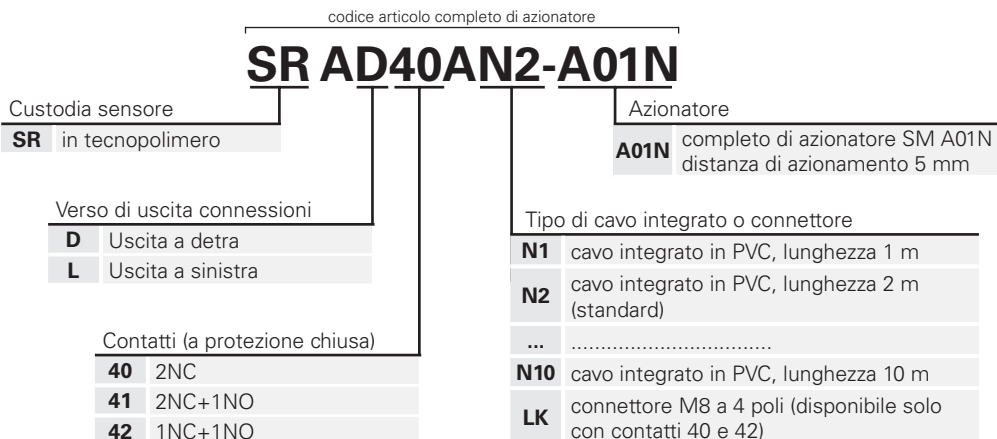 codice articolo completo di azionatore
SR AD40AN2-A01N
Custodia sensore
SR in tecnopolimero
Azionatore
A01N completo di azionatore SM A01N
distanza di azionamento 5 mm
Verso di uscita connessioni
D Uscita a detra
L Uscita a sinistra
Tipo di cavo integrato o connettore
N1 cavo integrato in PVC, lunghezza 1 m
N2 cavo integrato in PVC, lunghezza 2 m
(standard)
... ..................................
N10 cavo integrato in PVC, lunghezza 10 m
LK connettore M8 a 4 poli (disponibile solo
con contatti 40 e 42)
Contatti (a protezione chiusa)
40 2NC
41 2NC+1NO
42 1NC+1NO